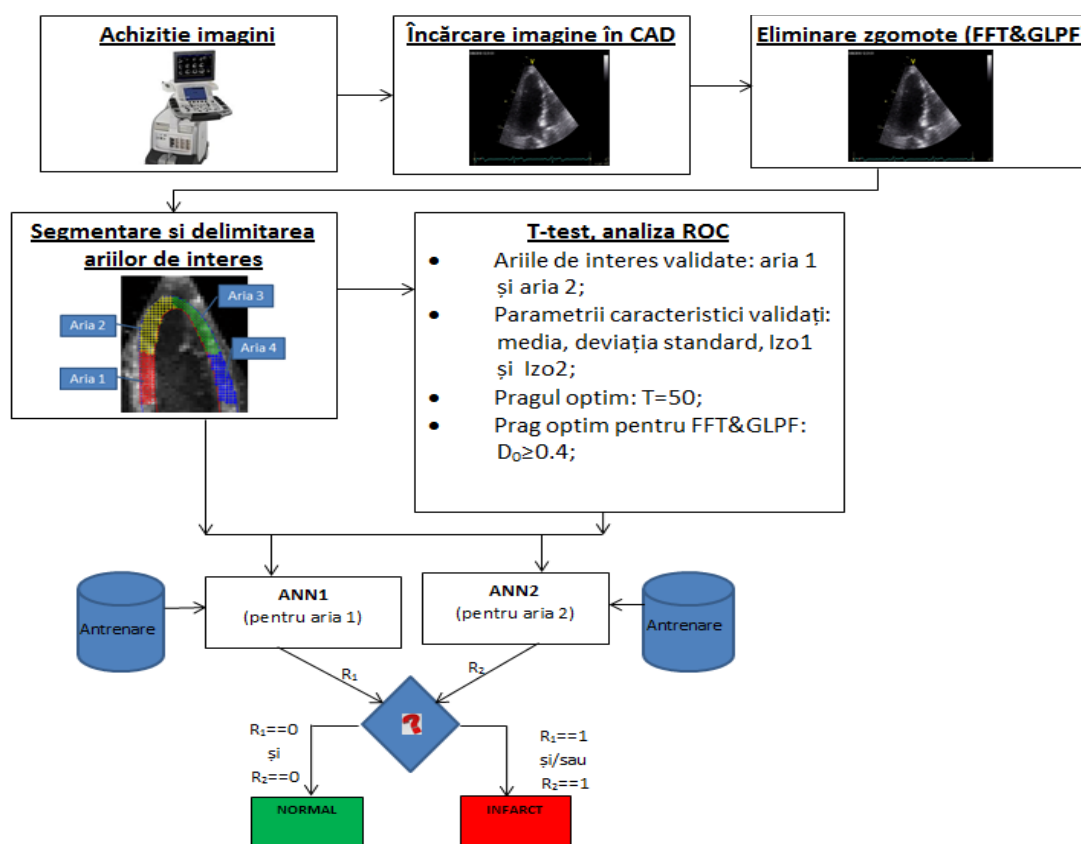 Achizitie imagini
Încărcare imagine în CAD
Eliminare zgomote (FFT&GLPF)
V
V
Segmentare si delimitarea
ariilor de interes
Aria 3
Aria 2
Aria 4
Aria 1
T-test, analiza ROC
• Ariile de interes validate: aria 1
și aria 2;
• Parametrii caracteristici validați:
media, deviația standard, Izo1
și Izo2;
• Pragul optim: T=50;
• Prag optim pentru FFT&GLPF:
D₀≥0.4;
Antrenare
ANN1
(pentru aria 1)
ANN2
(pentru aria 2)
Antrenare
R₁
R₂
?
R₁==0
și
R₂==0
R₁==1
și/sau
R₂==1
NORMAL
INFARCT